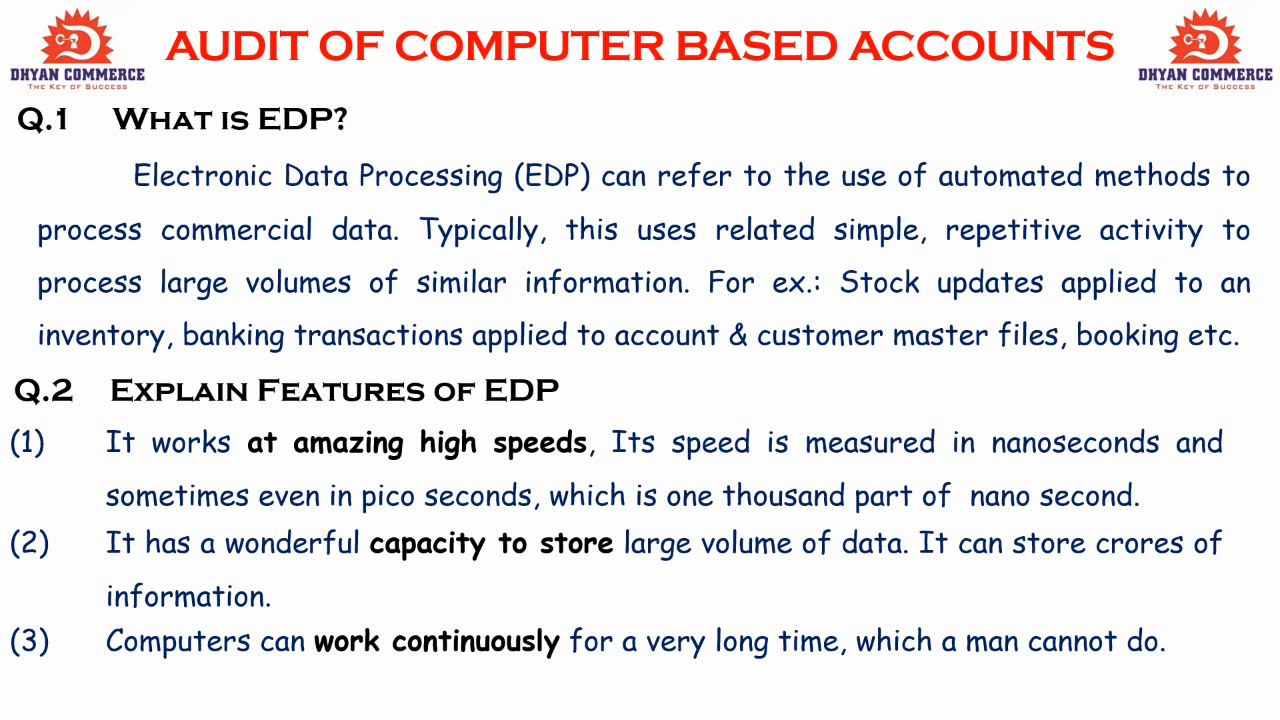 DHYAN COMMERCE
THE KEY OF SUCCESS
AUDIT OF COMPUTER BASED ACCOUNTS
DHYAN COMMERCE
THE KEY OF SUCCESS
Q.1 WHAT IS EDP?
Electronic Data Processing (EDP) can refer to the use of automated methods to
process commercial data. Typically, this uses related simple, repetitive activity to
process large volumes of similar information. For ex.: Stock updates applied to an
inventory, banking transactions applied to account & customer master files, booking etc.
Q.2 EXPLAIN FEATURES OF EDP
(1) It works at amazing high speeds, Its speed is measured in nanoseconds and
sometimes even in pico seconds, which is one thousand part of nano second.
(2) It has a wonderful capacity to store large volume of data. It can store crores of
information.
(3) Computers can work continuously for a very long time, which a man cannot do.